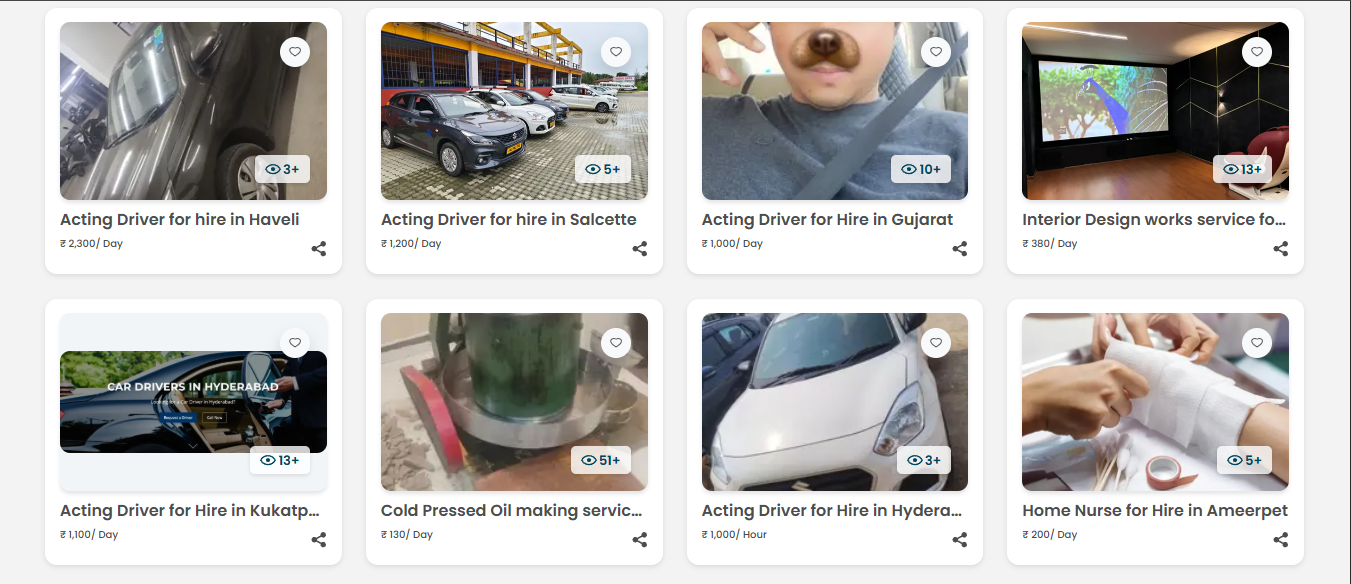 3+
5+
10+
13+
Acting Driver for hire in Haveli
Acting Driver for hire in Salcette
Acting Driver for Hire in Gujarat
Interior Design works service fo...
₹ 2,300/ Day
₹ 1,200/ Day
₹ 1,000/ Day
₹ 380/ Day
CAR DRIVERS IN HYDERABAD
Looking for a Car Driver in Hyderabad?
Request a Driver
Call Now
13+
51+
3+
5+
Acting Driver for Hire in Kukatp...
Cold Pressed Oil making servic...
Acting Driver for Hire in Hydera...
Home Nurse for Hire in Ameerpet
₹ 1,100/ Day
₹ 130/ Day
₹ 1,000/ Hour
₹ 200/ Day